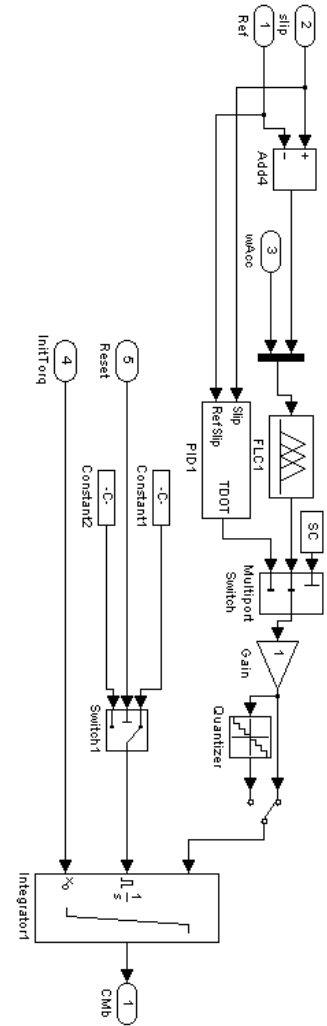 2
slip
1
Ref
+
−
Add4
3
wAcc
FLC1
Slip
RefSlip
TDOT
PID1
SC
Multiport
Switch
1
Gain
Quantizer
-C-
Constant1
5
Reset
-C-
Constant2
Switch1
4
InitTorq
1
s
xo
Integrator1
1
CMb